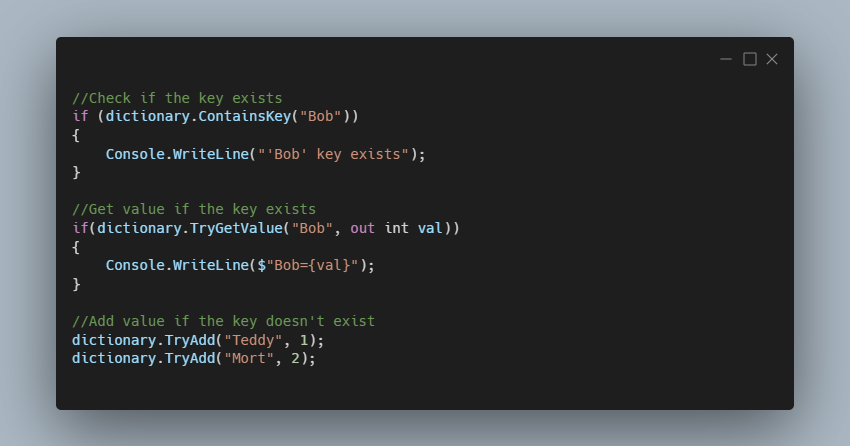 //Check if the key exists
if (dictionary.ContainsKey("Bob"))
{
    Console.WriteLine("'Bob' key exists");
}

//Get value if the key exists
if(dictionary.TryGetValue("Bob", out int val))
{
    Console.WriteLine($"Bob={val}");
}

//Add value if the key doesn't exist
dictionary.TryAdd("Teddy", 1);
dictionary.TryAdd("Mort", 2);